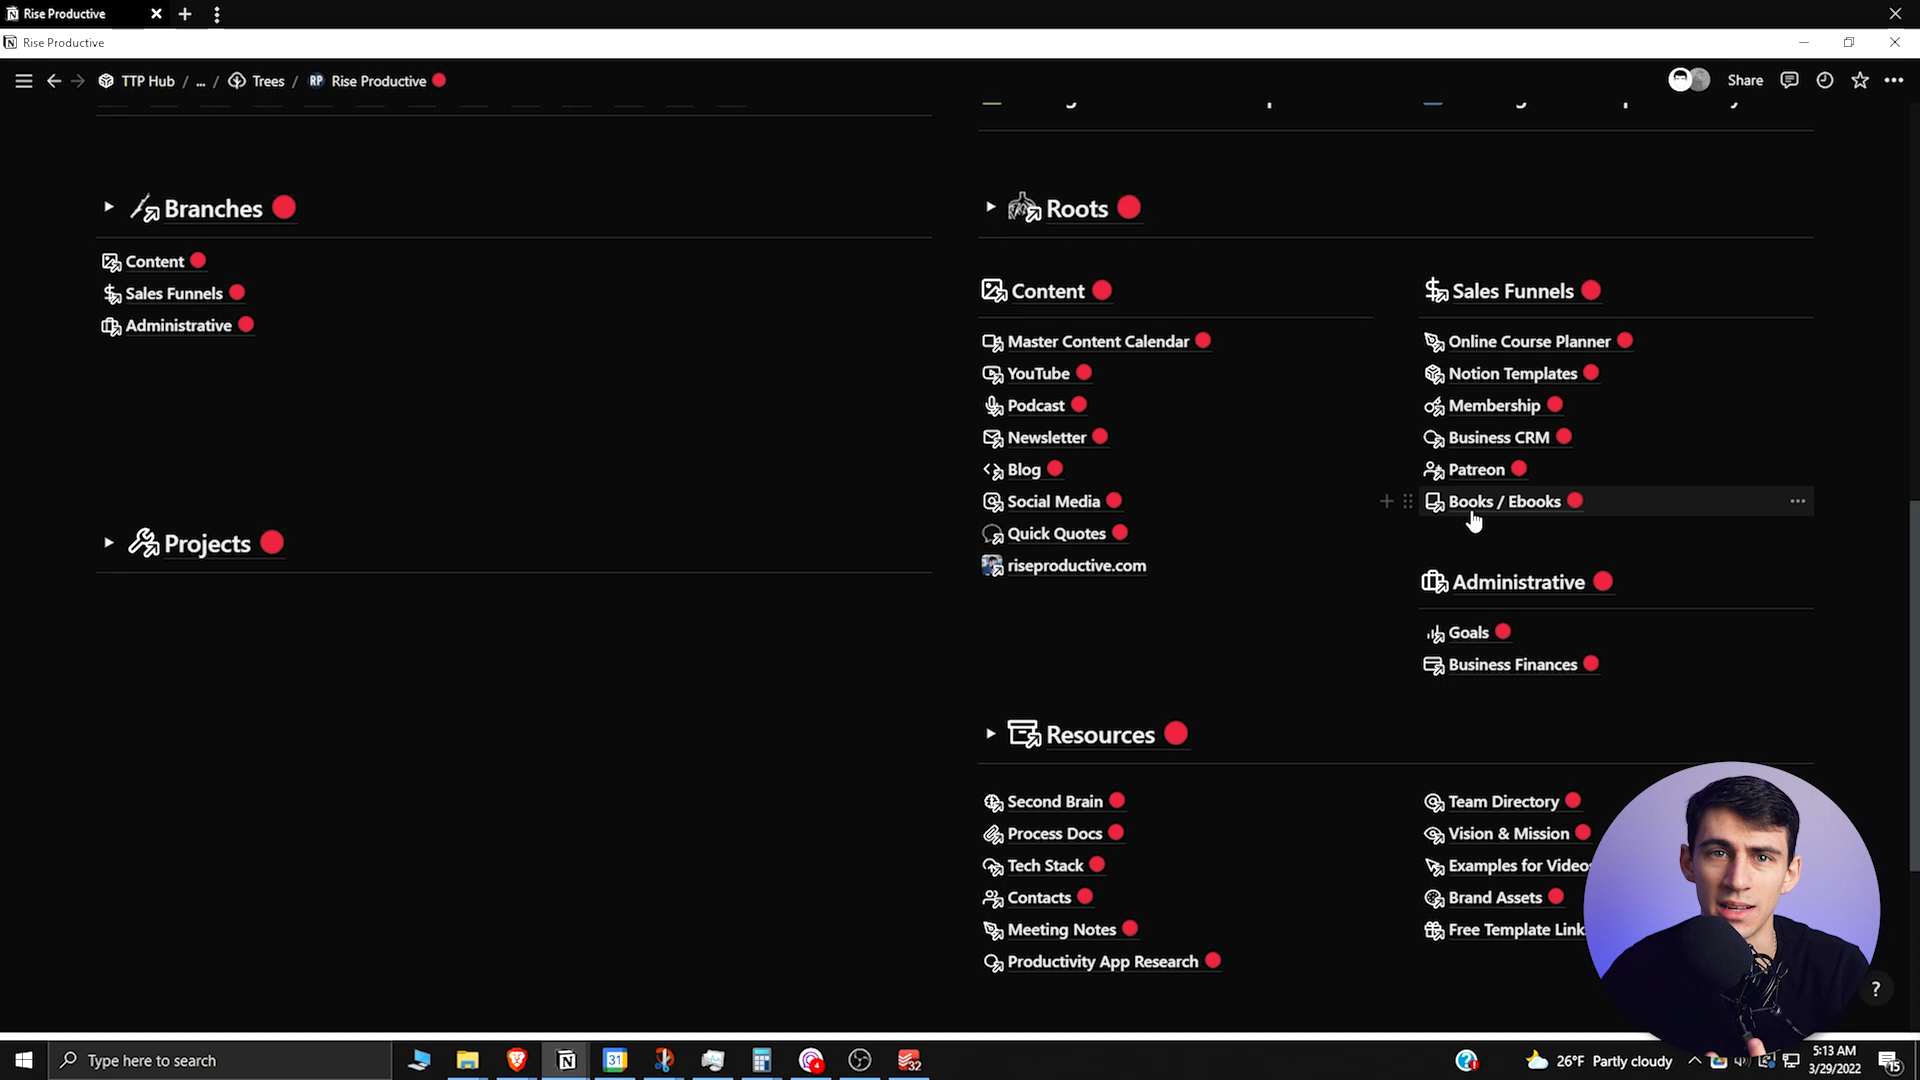 Rise Productive
Rise Productive
TTP Hub / ... / Trees / RP Rise Productive
Share
Branches
Content
Sales Funnels
Administrative
Projects
Roots
Content
Master Content Calendar
YouTube
Podcast
Newsletter
Blog
Social Media
Quick Quotes
riseproductive.com
Sales Funnels
Online Course Planner
Notion Templates
Membership
Business CRM
Patreon
Books / Ebooks
Administrative
Goals
Business Finances
Resources
Second Brain
Process Docs
Tech Stack
Contacts
Meeting Notes
Productivity App Research
Team Directory
Vision & Mission
Examples for Video
Brand Assets
Free Template Link
?
Type here to search
31
4
32
26°F Partly cloudy
5:13 AM
3/29/2022
15